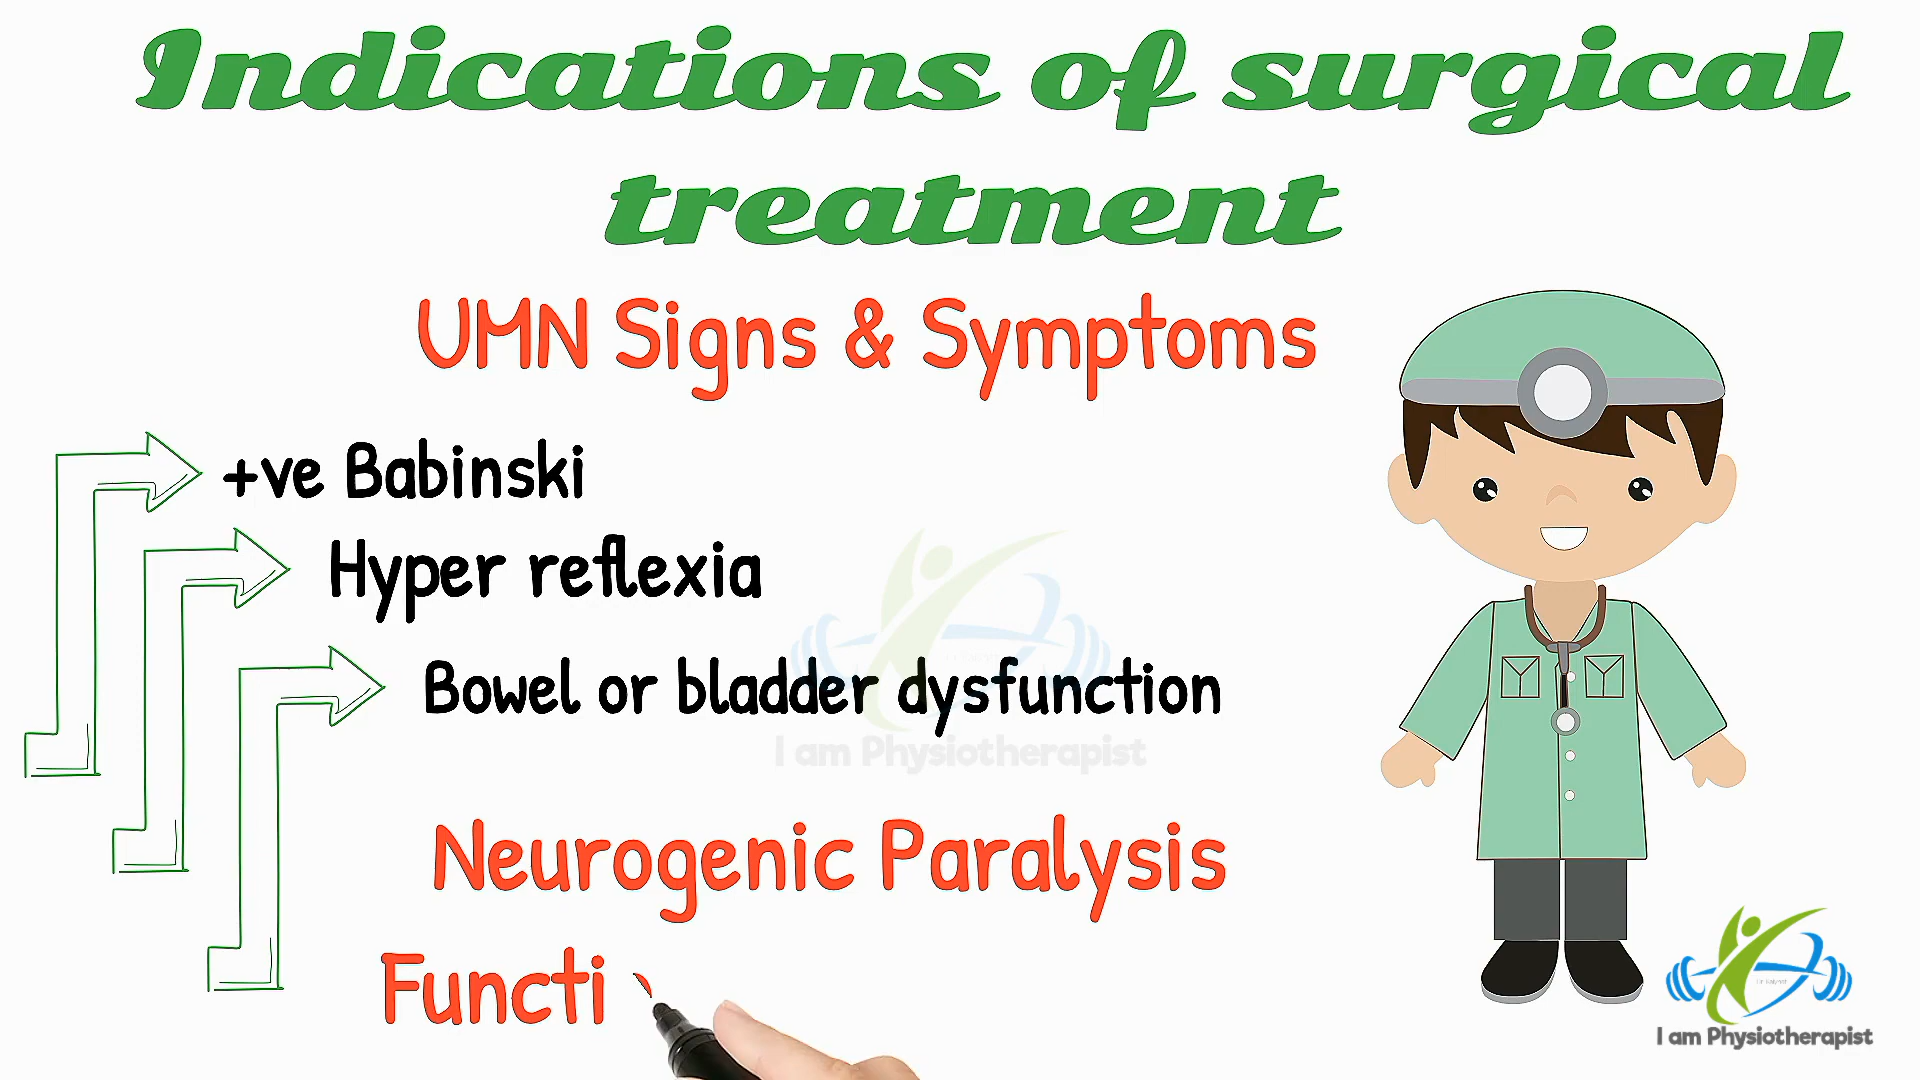 Indications of surgical
treatment
UMN Signs & Symptoms
+ve Babinski
Hyper reflexia
Bowel or bladder dysfunction
I am Physiotherapist
Neurogenic Paralysis
Functi
I am Physiotherapist